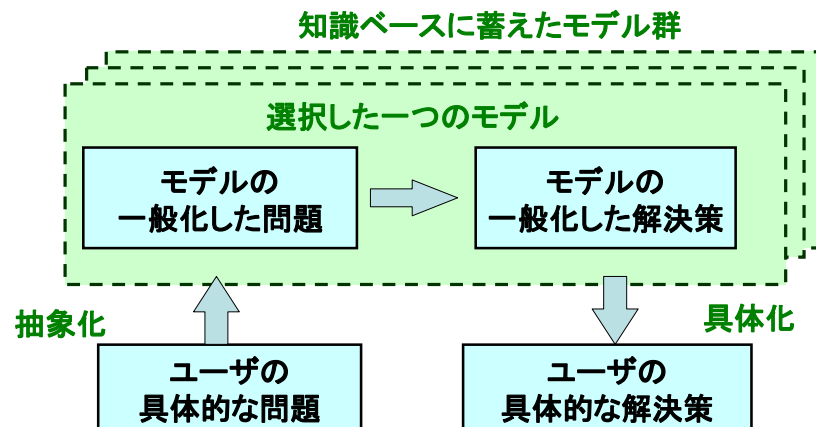 知識ベースに蓄えたモデル群
選択した一つのモデル
モデルの
一般化した問題
モデルの
一般化した解決策
抽象化
具体化
ユーザの
具体的な問題
ユーザの
具体的な解決策